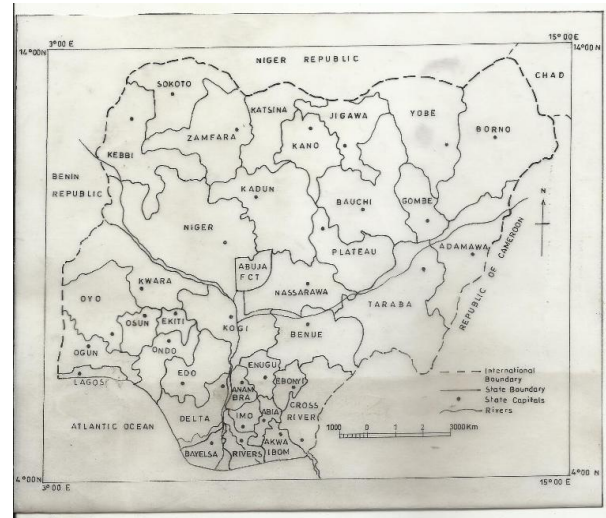 3°00 E
15°00 E
14°00 N
14°00 N
NIGER REPUBLIC
CHAD
SOKOTO
KATSINA
JIGAWA
YOBE
BORNO
ZAMFARA
KANO
KEBBI
BENIN
REPUBLIC
KADUN
BAUCHI
GOMBE
N
NIGER
PLATEAU
ADAMAWA
ABUJA
FCT
NASSARAWA
TARABA
REPUBLIC OF CAMEROON
KWARA
OYO
OSUN
EKITI
KOGI
BENUE
ONDO
OGUN
LAGOS
EDO
ENUGU
EBONYI
ANAM
BRA
CROSS
RIVER
DELTA
IMO
ABIA
AKWA
IBOM
BAYELSA
RIVERS
ATLANTIC OCEAN
International
Boundary
State Boundary
State Capitals
Rivers
1000 0 3000 Km
4°00 N
4°00 N
3°00 E
15°00 E